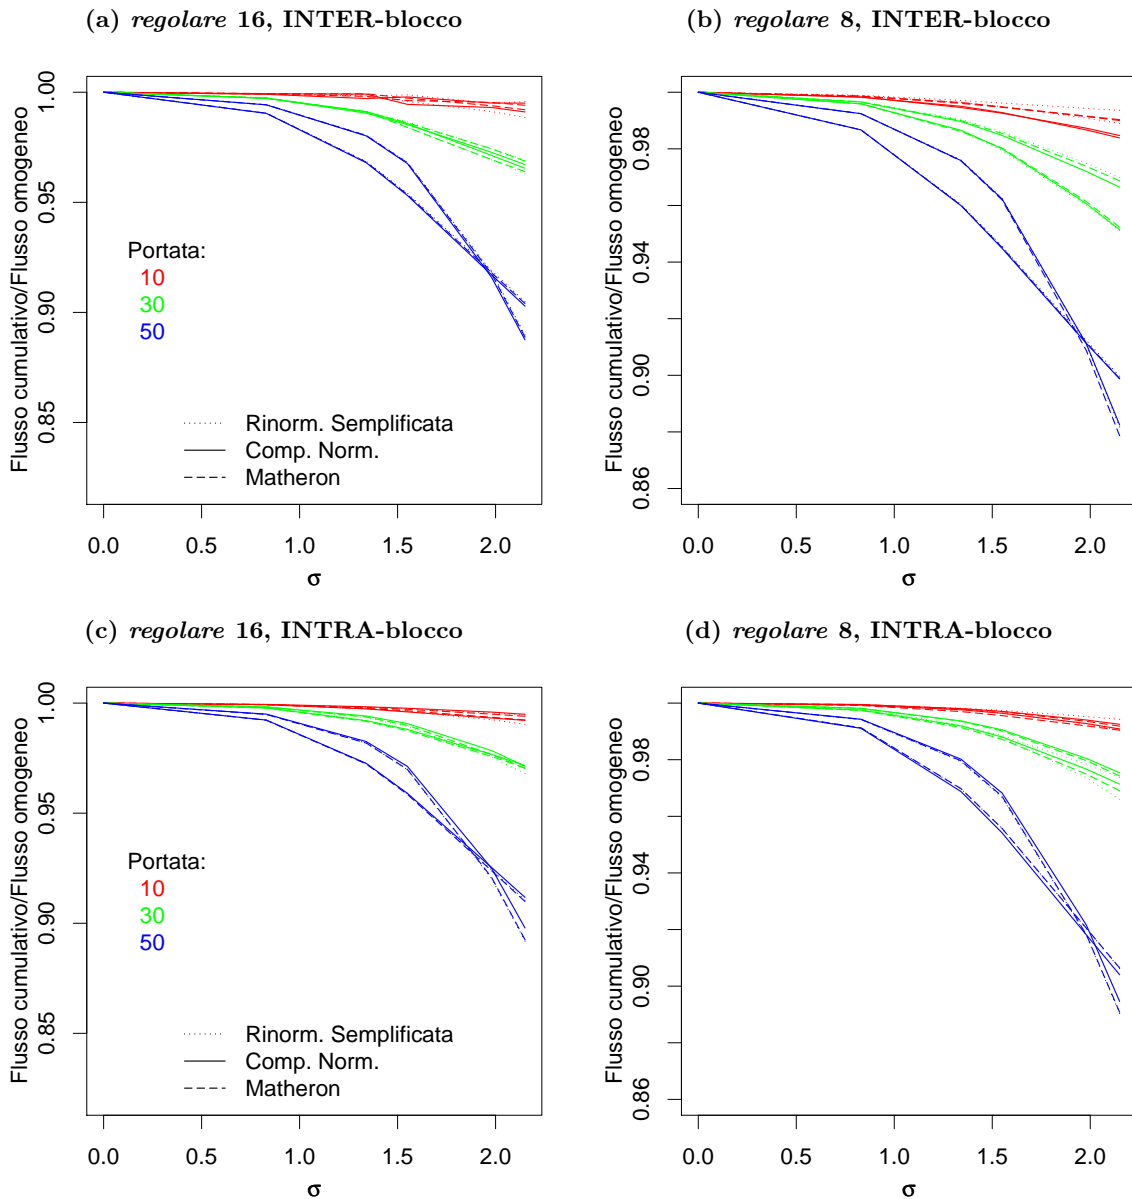 (a) regolare 16, INTER-blocco
Flusso cumulativo/Flusso omogeneo
1.00
0.95
0.90
0.85
Portata:
10
30
50
Rinorm. Semplificata
Comp. Norm.
Matheron
0.0 0.5 1.0 1.5 2.0
σ
(b) regolare 8, INTER-blocco
Flusso cumulativo/Flusso omogeneo
0.98
0.94
0.90
0.86
0.0 0.5 1.0 1.5 2.0
σ
(c) regolare 16, INTRA-blocco
Flusso cumulativo/Flusso omogeneo
1.00
0.95
0.90
0.85
Portata:
10
30
50
Rinorm. Semplificata
Comp. Norm.
Matheron
0.0 0.5 1.0 1.5 2.0
σ
(d) regolare 8, INTRA-blocco
Flusso cumulativo/Flusso omogeneo
0.98
0.94
0.90
0.86
0.0 0.5 1.0 1.5 2.0
σ